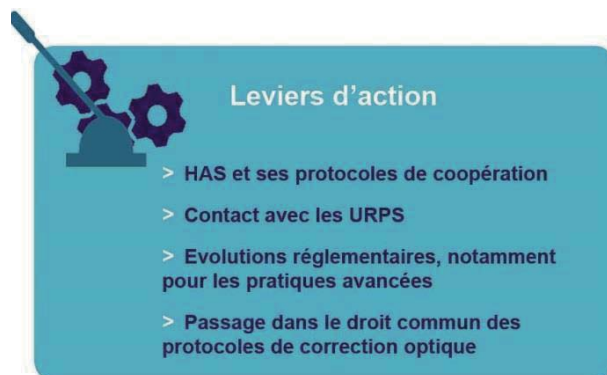 Leviers d’action
> HAS et ses protocoles de coopération
> Contact avec les URPS
> Evolutions réglementaires, notamment
pour les pratiques avancées
> Passage dans le droit commun des
protocoles de correction optique